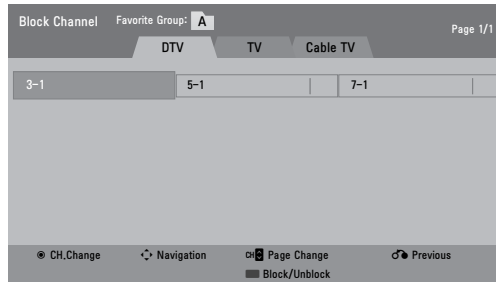 Block Channel Favorite Group: A
Page 1/1
DTV TV Cable TV
3-1 5-1 7-1
CH.Change Navigation CH Page Change Previous
Block/Unblock